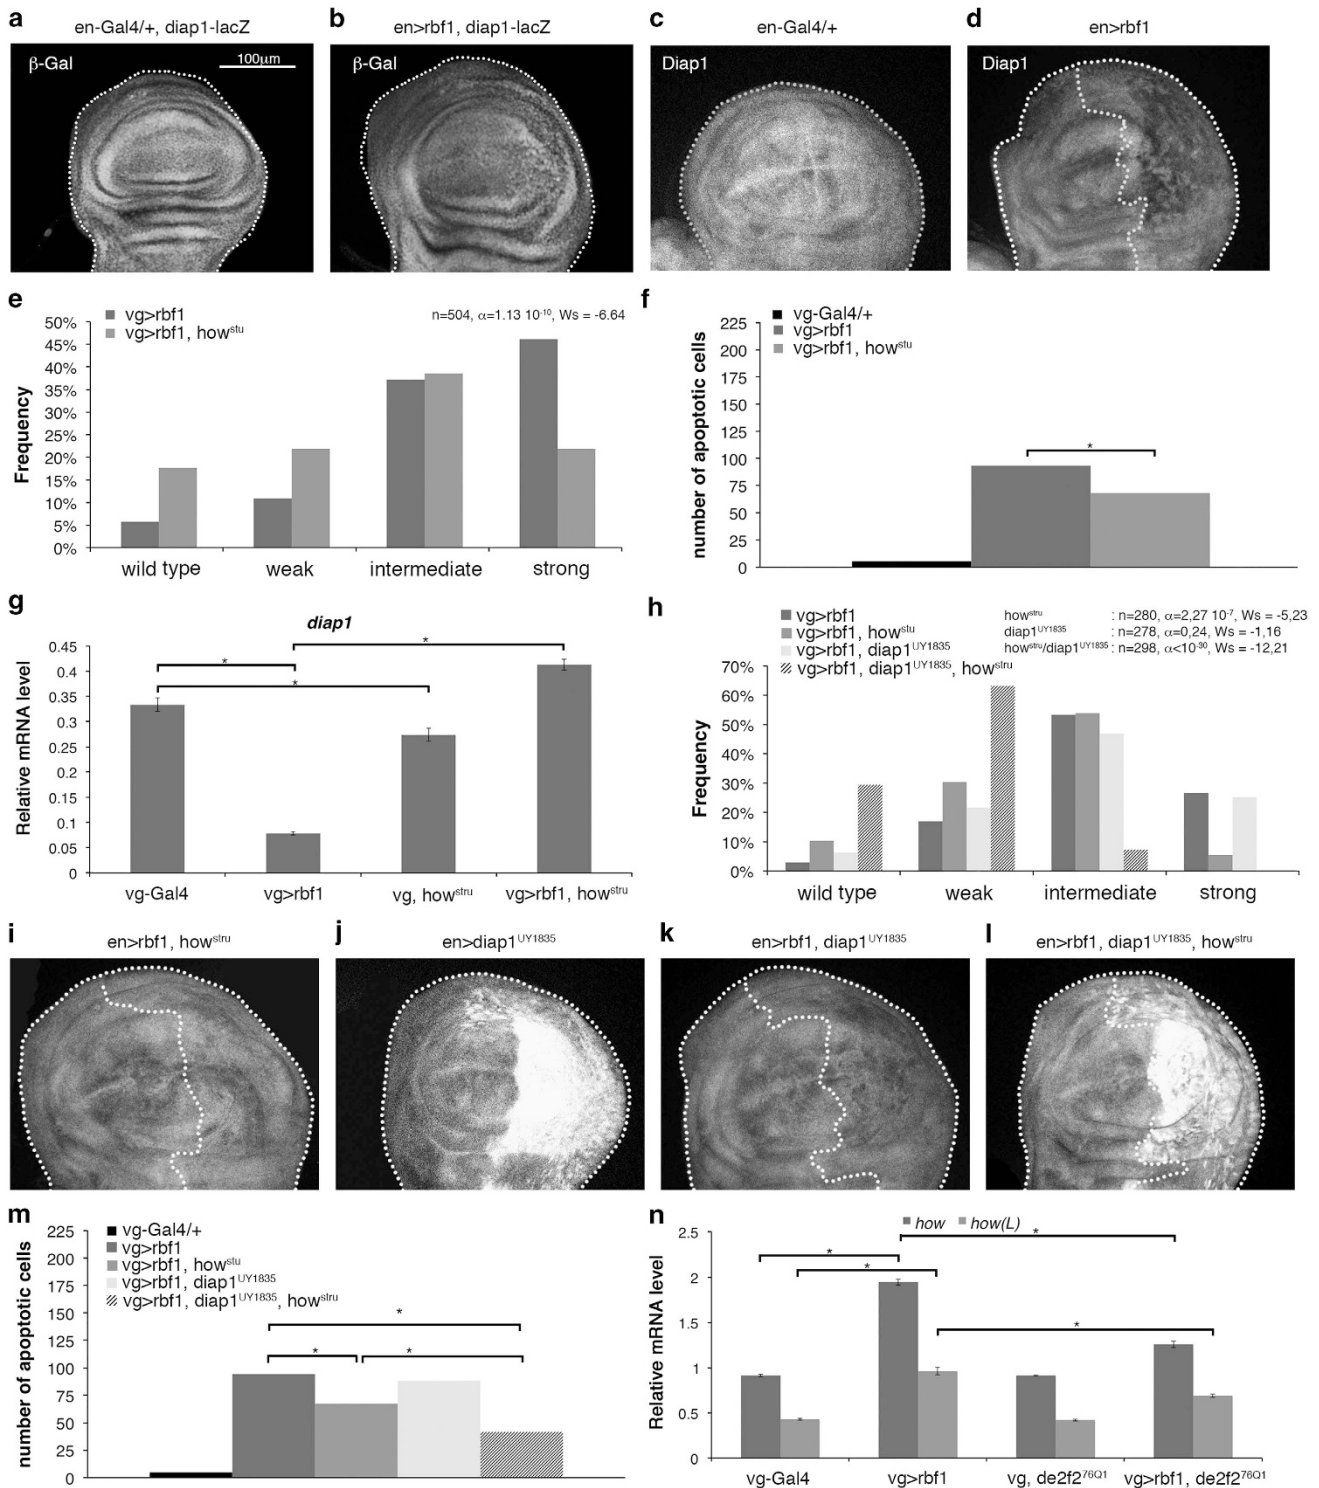 a
en-Gal4/+, diap1-lacZ
β-Gal
100µm
b
en>rbf1, diap1-lacZ
β-Gal
c
en-Gal4/+
Diap1
d
en>rbf1
Diap1
e
vg>rbf1
vg>rbf1, how^stu
n=504, α=1.13 10^-10, Ws = -6.64
Frequency
50%
45%
40%
35%
30%
25%
20%
15%
10%
5%
0%
wild type weak intermediate strong
f
vg-Gal4/+
vg>rbf1
vg>rbf1, how^stu
number of apoptotic cells
225
200
175
150
125
100
75
50
25
0
*
g
diap1
Relative mRNA level
0.45
0.4
0.35
0.3
0.25
0.2
0.15
0.1
0.05
0
*
*
*
vg-Gal4 vg>rbf1 vg, how^stru vg>rbf1, how^stru
h
vg>rbf1
vg>rbf1, how^stu
vg>rbf1, diap1^UY1835
vg>rbf1, diap1^UY1835, how^stru
how^stru : n=280, α=2,27 10^-7, Ws = -5,23
diap1^UY1835 : n=278, α=0,24, Ws = -1,16
how^stru/diap1^UY1835 : n=298, α<10^-30, Ws = -12,21
Frequency
70%
60%
50%
40%
30%
20%
10%
0%
wild type weak intermediate strong
i
en>rbf1, how^stru
j
en>diap1^UY1835
k
en>rbf1, diap1^UY1835
l
en>rbf1, diap1^UY1835, how^stru
m
vg-Gal4/+
vg>rbf1
vg>rbf1, how^stu
vg>rbf1, diap1^UY1835
vg>rbf1, diap1^UY1835, how^stru
number of apoptotic cells
225
200
175
150
125
100
75
50
25
0
*
*
*
n
how how(L)
Relative mRNA level
2.5
2
1.5
1
0.5
0
*
*
*
*
vg-Gal4 vg>rbf1 vg, de2f2^76Q1 vg>rbf1, de2f2^76Q1